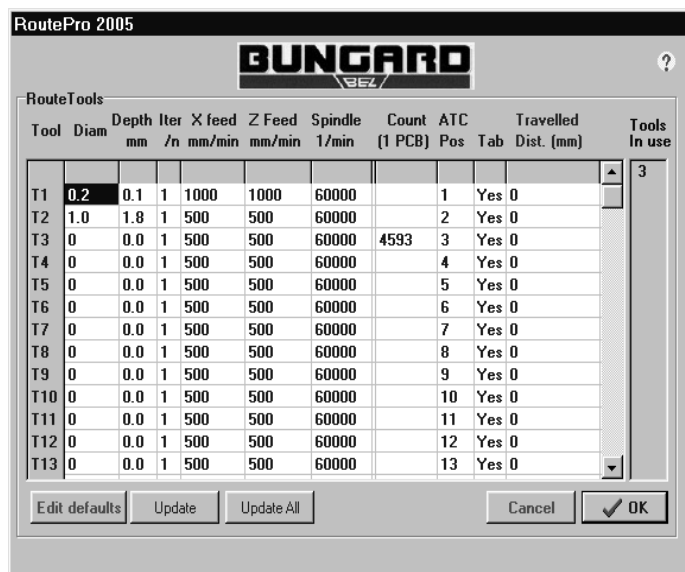 RoutePro 2005
BUNGARD
BEZ
?
RouteTools
Tool Diam Depth mm Iter /n X feed mm/min Z Feed mm/min Spindle 1/min Count (1 PCB) ATC Pos Tab Travelled Dist. (mm) Tools In use
3
T1 0.2 0.1 1 1000 1000 60000 1 Yes 0
T2 1.0 1.8 1 500 500 60000 2 Yes 0
T3 0 0.0 1 500 500 60000 4593 3 Yes 0
T4 0 0.0 1 500 500 60000 4 Yes 0
T5 0 0.0 1 500 500 60000 5 Yes 0
T6 0 0.0 1 500 500 60000 6 Yes 0
T7 0 0.0 1 500 500 60000 7 Yes 0
T8 0 0.0 1 500 500 60000 8 Yes 0
T9 0 0.0 1 500 500 60000 9 Yes 0
T10 0 0.0 1 500 500 60000 10 Yes 0
T11 0 0.0 1 500 500 60000 11 Yes 0
T12 0 0.0 1 500 500 60000 12 Yes 0
T13 0 0.0 1 500 500 60000 13 Yes 0
Edit defaults Update Update All Cancel OK